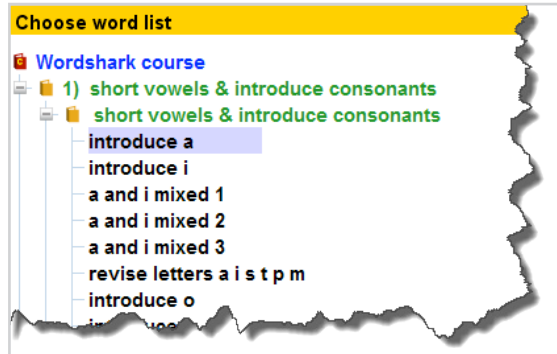 Choose word list
Wordshark course
1) short vowels & introduce consonants
short vowels & introduce consonants
introduce a
introduce i
a and i mixed 1
a and i mixed 2
a and i mixed 3
revise letters a i s t p m
introduce o